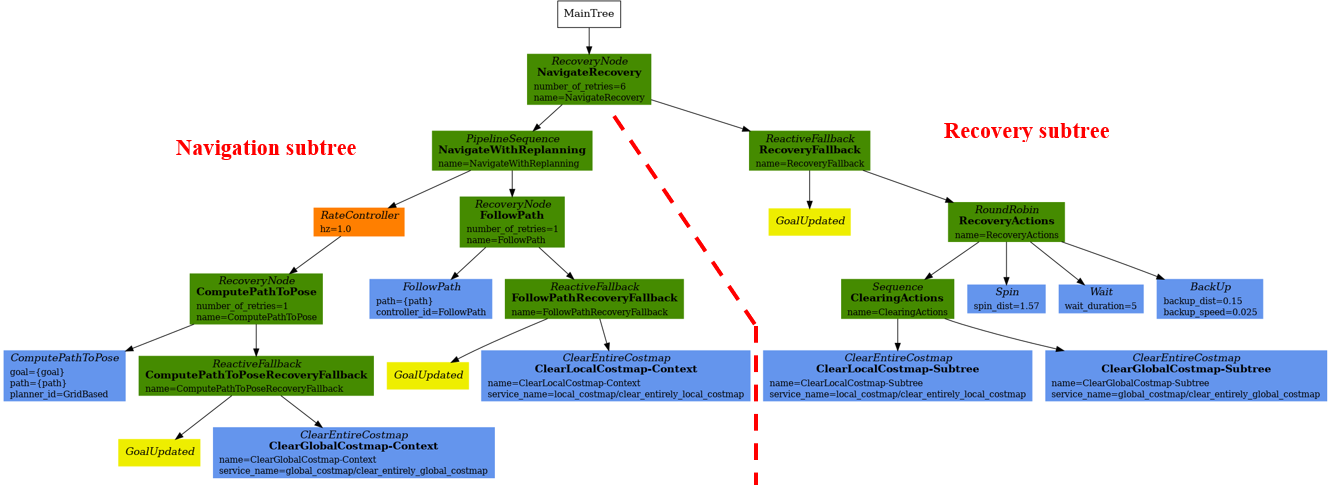 MainTree
RecoveryNode
NavigateRecovery
number_of_retries=6
name=NavigateRecovery
Navigation subtree
Recovery subtree
PipelineSequence
NavigateWithReplanning
name=NavigateWithReplanning
ReactiveFallback
RecoveryFallback
name=RecoveryFallback
RateController
hz=1.0
RecoveryNode
FollowPath
number_of_retries=1
name=FollowPath
GoalUpdated
RoundRobin
RecoveryActions
name=RecoveryActions
RecoveryNode
ComputePathToPose
number_of_retries=1
name=ComputePathToPose
FollowPath
path={path}
controller_id=FollowPath
ReactiveFallback
FollowPathRecoveryFallback
name=FollowPathRecoveryFallback
Sequence
ClearingActions
name=ClearingActions
Spin
spin_dist=1.57
Wait
wait_duration=5
BackUp
backup_dist=0.15
backup_speed=0.025
ComputePathToPose
goal={goal}
path={path}
planner_id=GridBased
ReactiveFallback
ComputePathToPoseRecoveryFallback
name=ComputePathToPoseRecoveryFallback
GoalUpdated
ClearEntireCostmap
ClearLocalCostmap-Context
name=ClearLocalCostmap-Context
service_name=local_costmap/clear_entirely_local_costmap
ClearEntireCostmap
ClearLocalCostmap-Subtree
name=ClearLocalCostmap-Subtree
service_name=local_costmap/clear_entirely_local_costmap
ClearEntireCostmap
ClearGlobalCostmap-Subtree
name=ClearGlobalCostmap-Subtree
service_name=global_costmap/clear_entirely_global_costmap
GoalUpdated
ClearEntireCostmap
ClearGlobalCostmap-Context
name=ClearGlobalCostmap-Context
service_name=global_costmap/clear_entirely_global_costmap